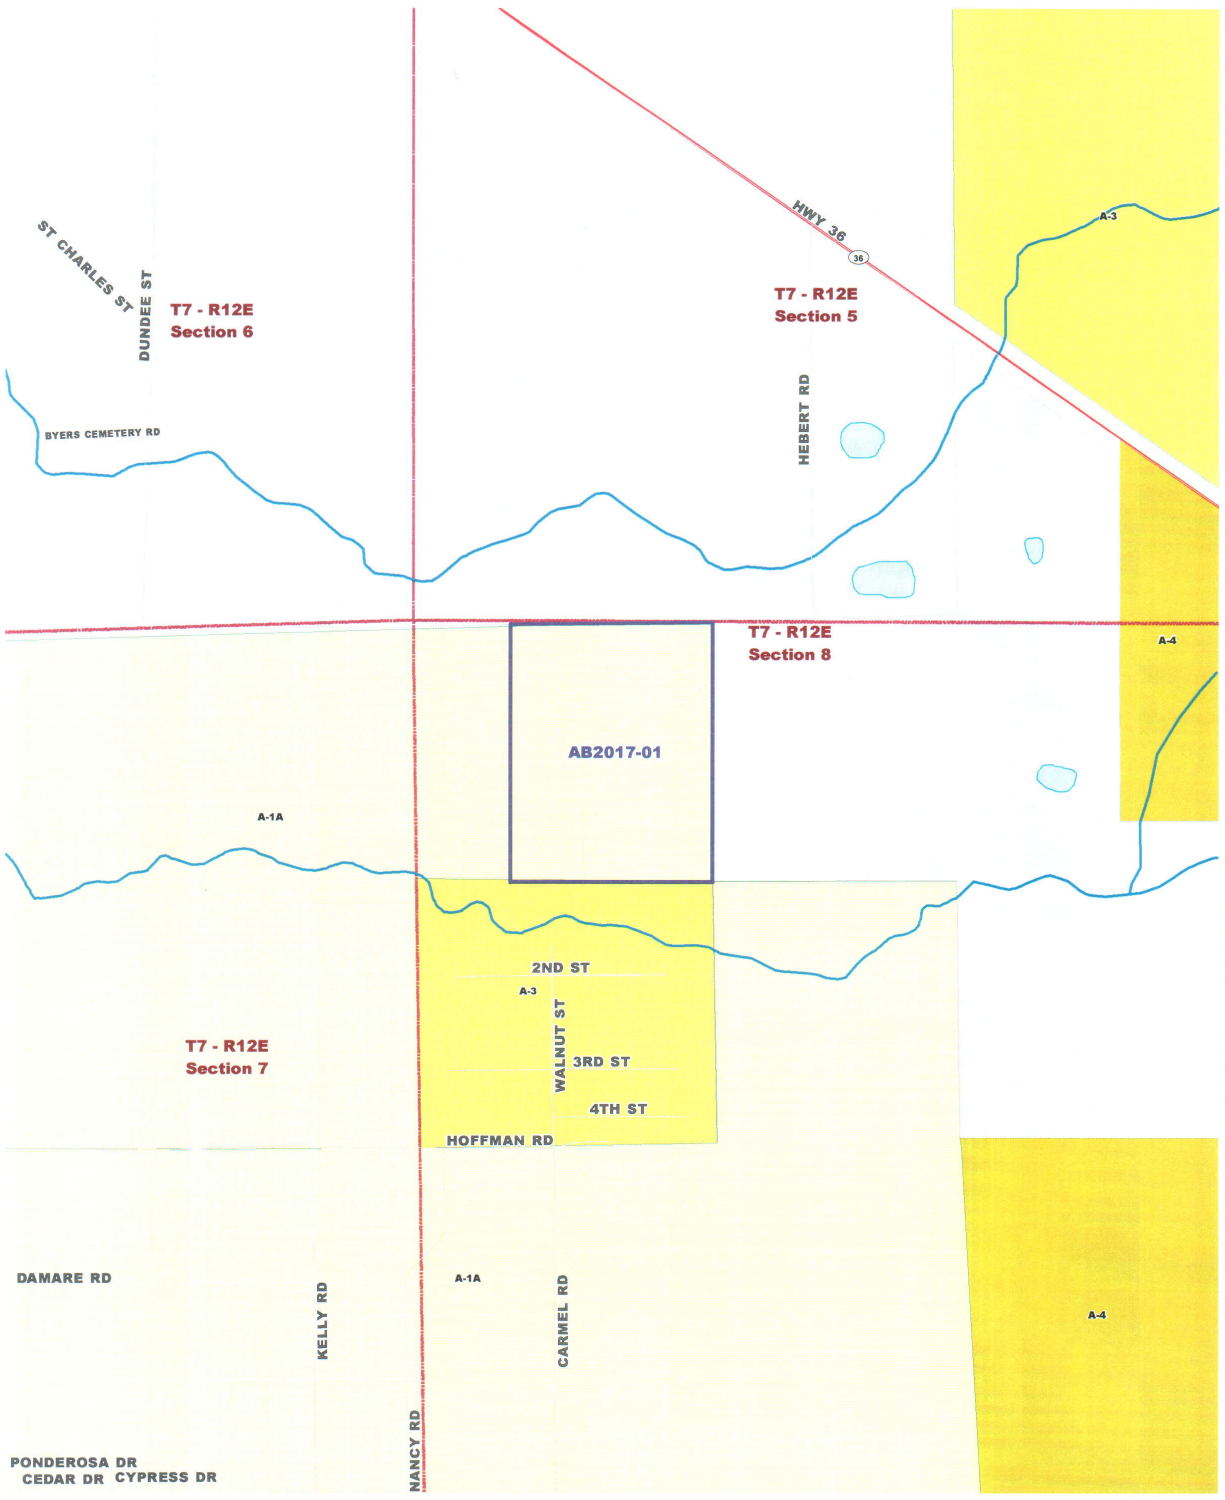 A-3
HWY 36
36
ST CHARLES ST
DUNDEE ST
T7 - R12E
Section 6
T7 - R12E
Section 5
HEBERT RD
BYERS CEMETERY RD
T7 - R12E
Section 8
A-4
AB2017-01
A-1A
2ND ST
A-3
WALNUT ST
T7 - R12E
Section 7
3RD ST
4TH ST
HOFFMAN RD
DAMARE RD
A-1A
KELLY RD
CARMEL RD
A-4
NANCY RD
PONDEROSA DR
CEDAR DR CYPRESS DR